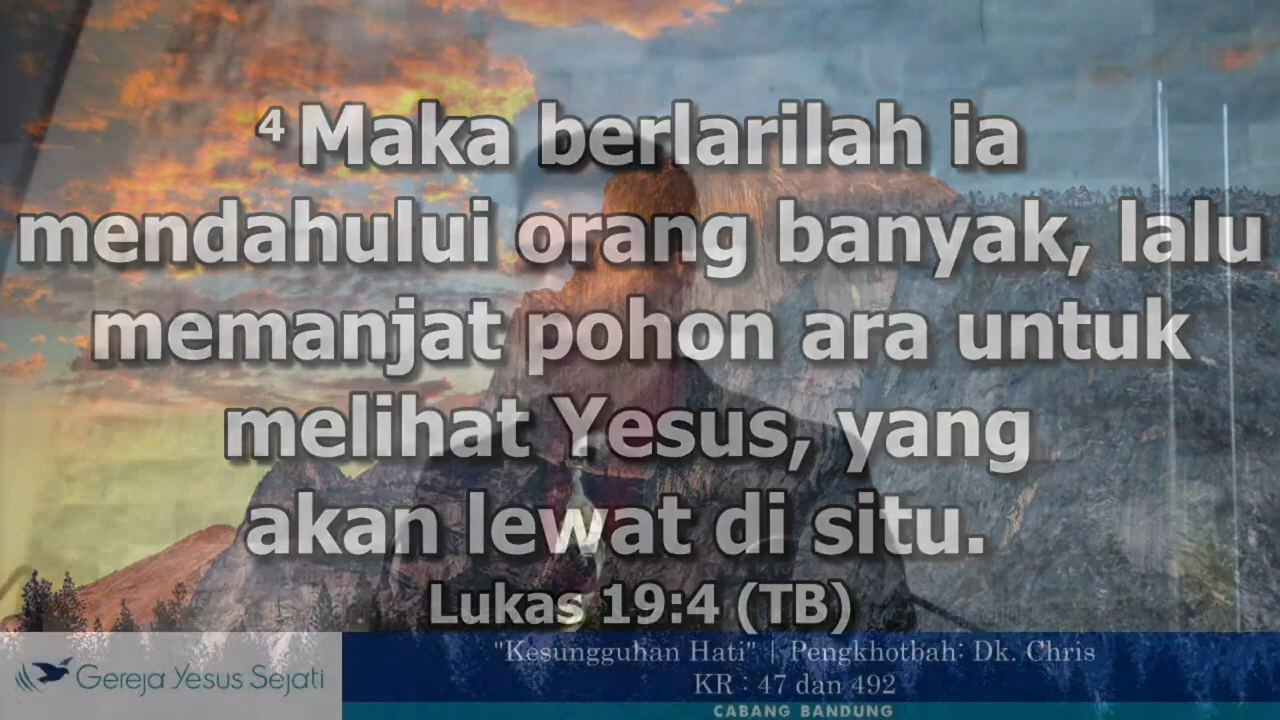 4 Maka berlarilah ia
mendahului orang banyak, lalu
memanjat pohon ara untuk
melihat Yesus, yang
akan lewat di situ.
Lukas 19:4 (TB)
"Kesungguhan Hati" | Pengkhotbah: Dk. Chris
Gereja Yesus Sejati
KR : 47 dan 492
CABANG BANDUNG